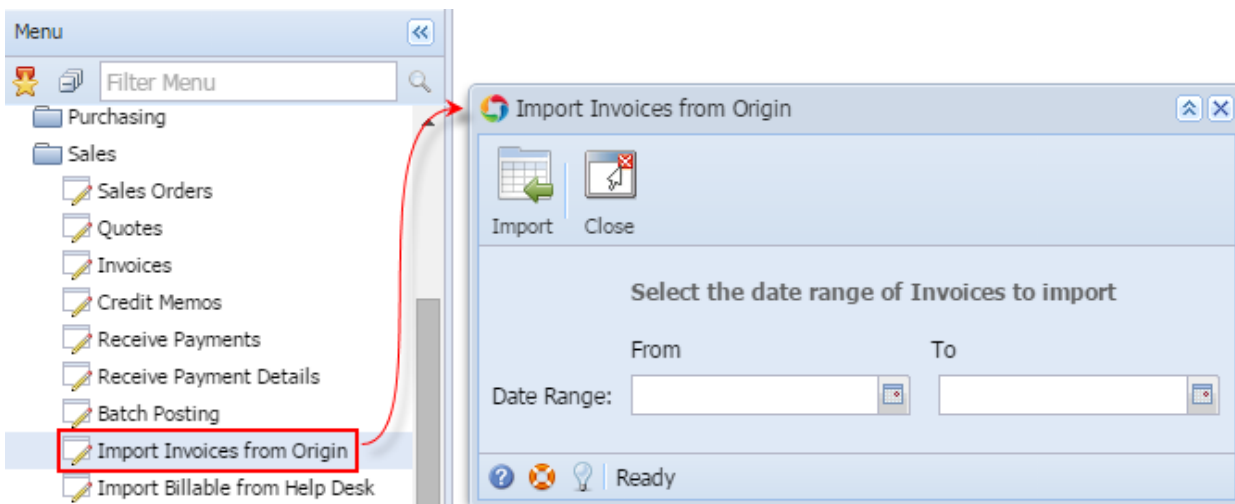 Menu
Filter Menu
Purchasing
Sales
Sales Orders
Quotes
Invoices
Credit Memos
Receive Payments
Receive Payment Details
Batch Posting
Import Invoices from Origin
Import Billable from Help Desk
Import Invoices from Origin
Import Close
Select the date range of Invoices to import
From To
Date Range:
Ready